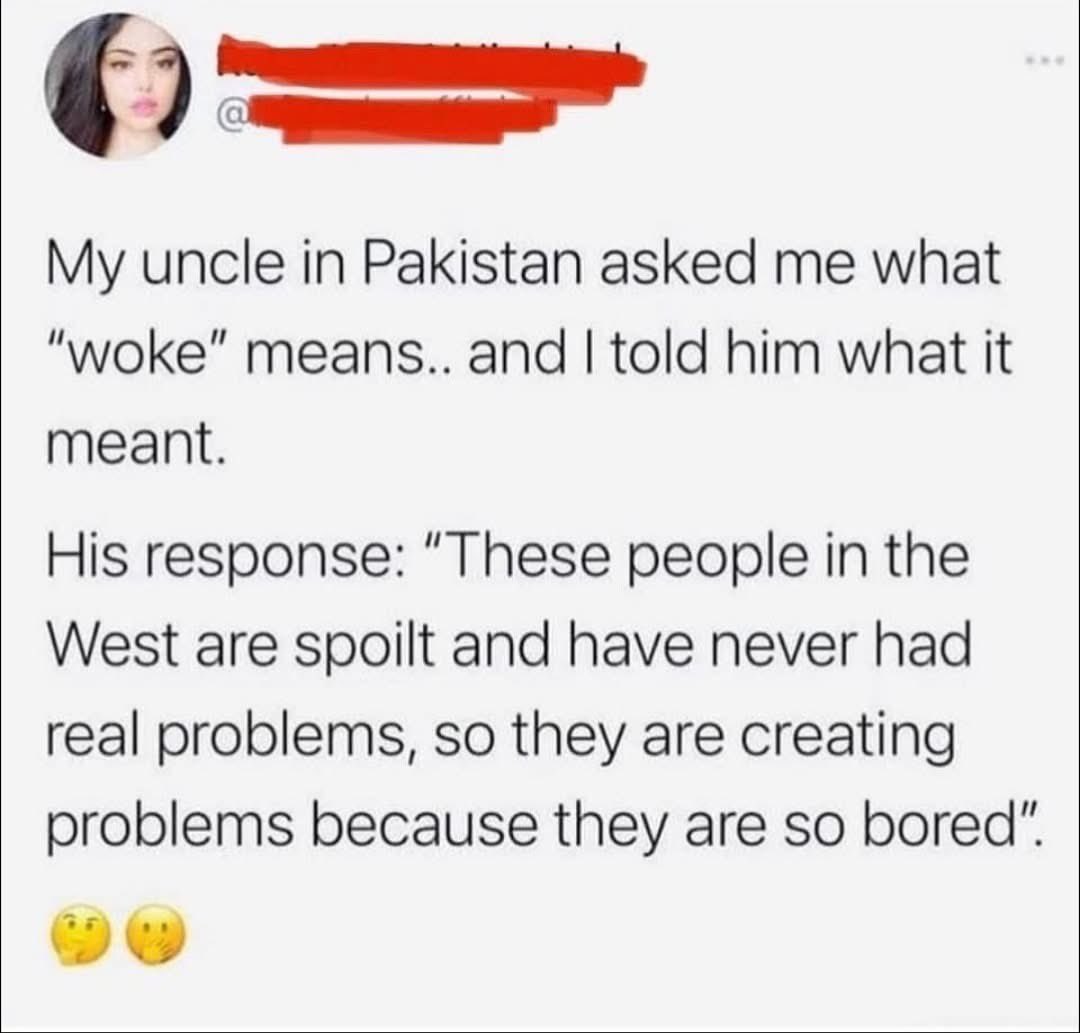 @
My uncle in Pakistan asked me what
"woke" means.. and I told him what it
meant.
His response: "These people in the
West are spoilt and have never had
real problems, so they are creating
problems because they are so bored".
🤔🤭